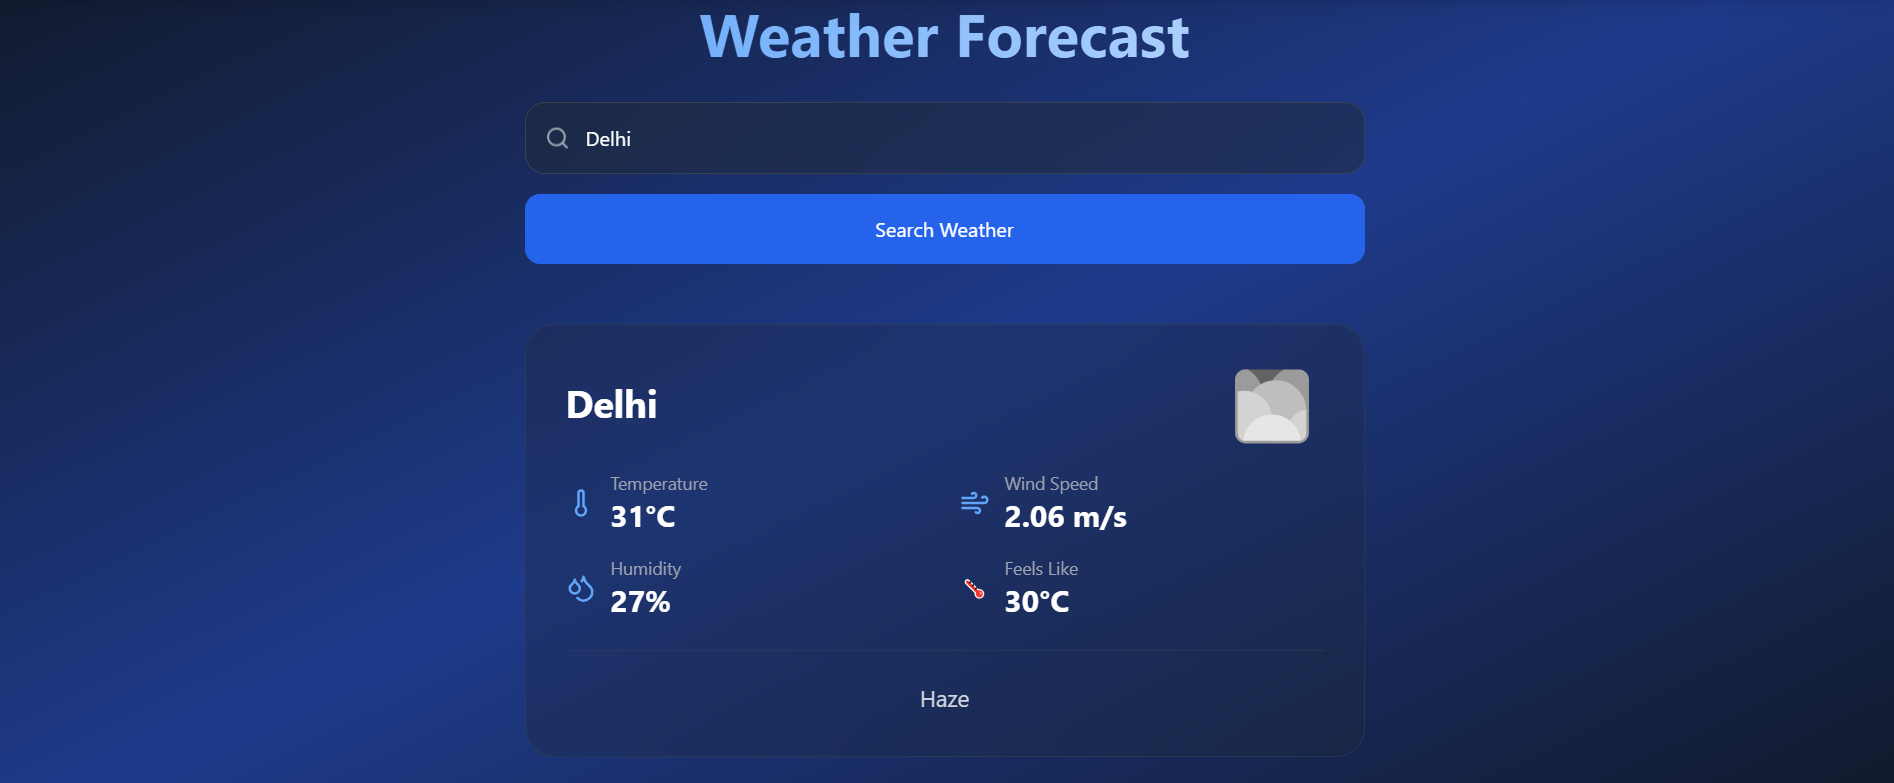 Weather Forecast
Delhi
Search Weather
Delhi
Temperature
31°C
Wind Speed
2.06 m/s
Humidity
27%
Feels Like
30°C
Haze